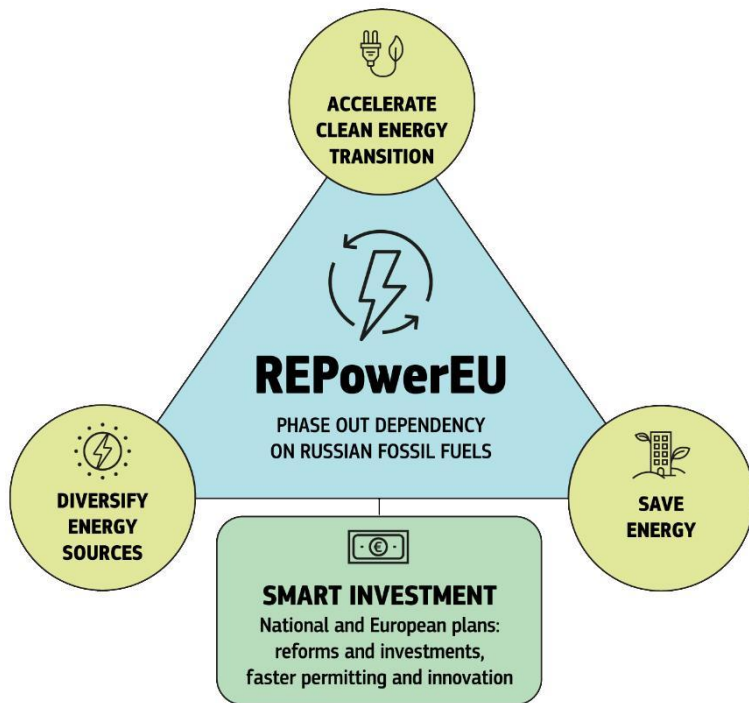 ACCELERATE
CLEAN ENERGY
TRANSITION
REPowerEU
PHASE OUT DEPENDENCY
ON RUSSIAN FOSSIL FUELS
DIVERSIFY
ENERGY
SOURCES
SAVE
ENERGY
€
SMART INVESTMENT
National and European plans:
reforms and investments,
faster permitting and innovation